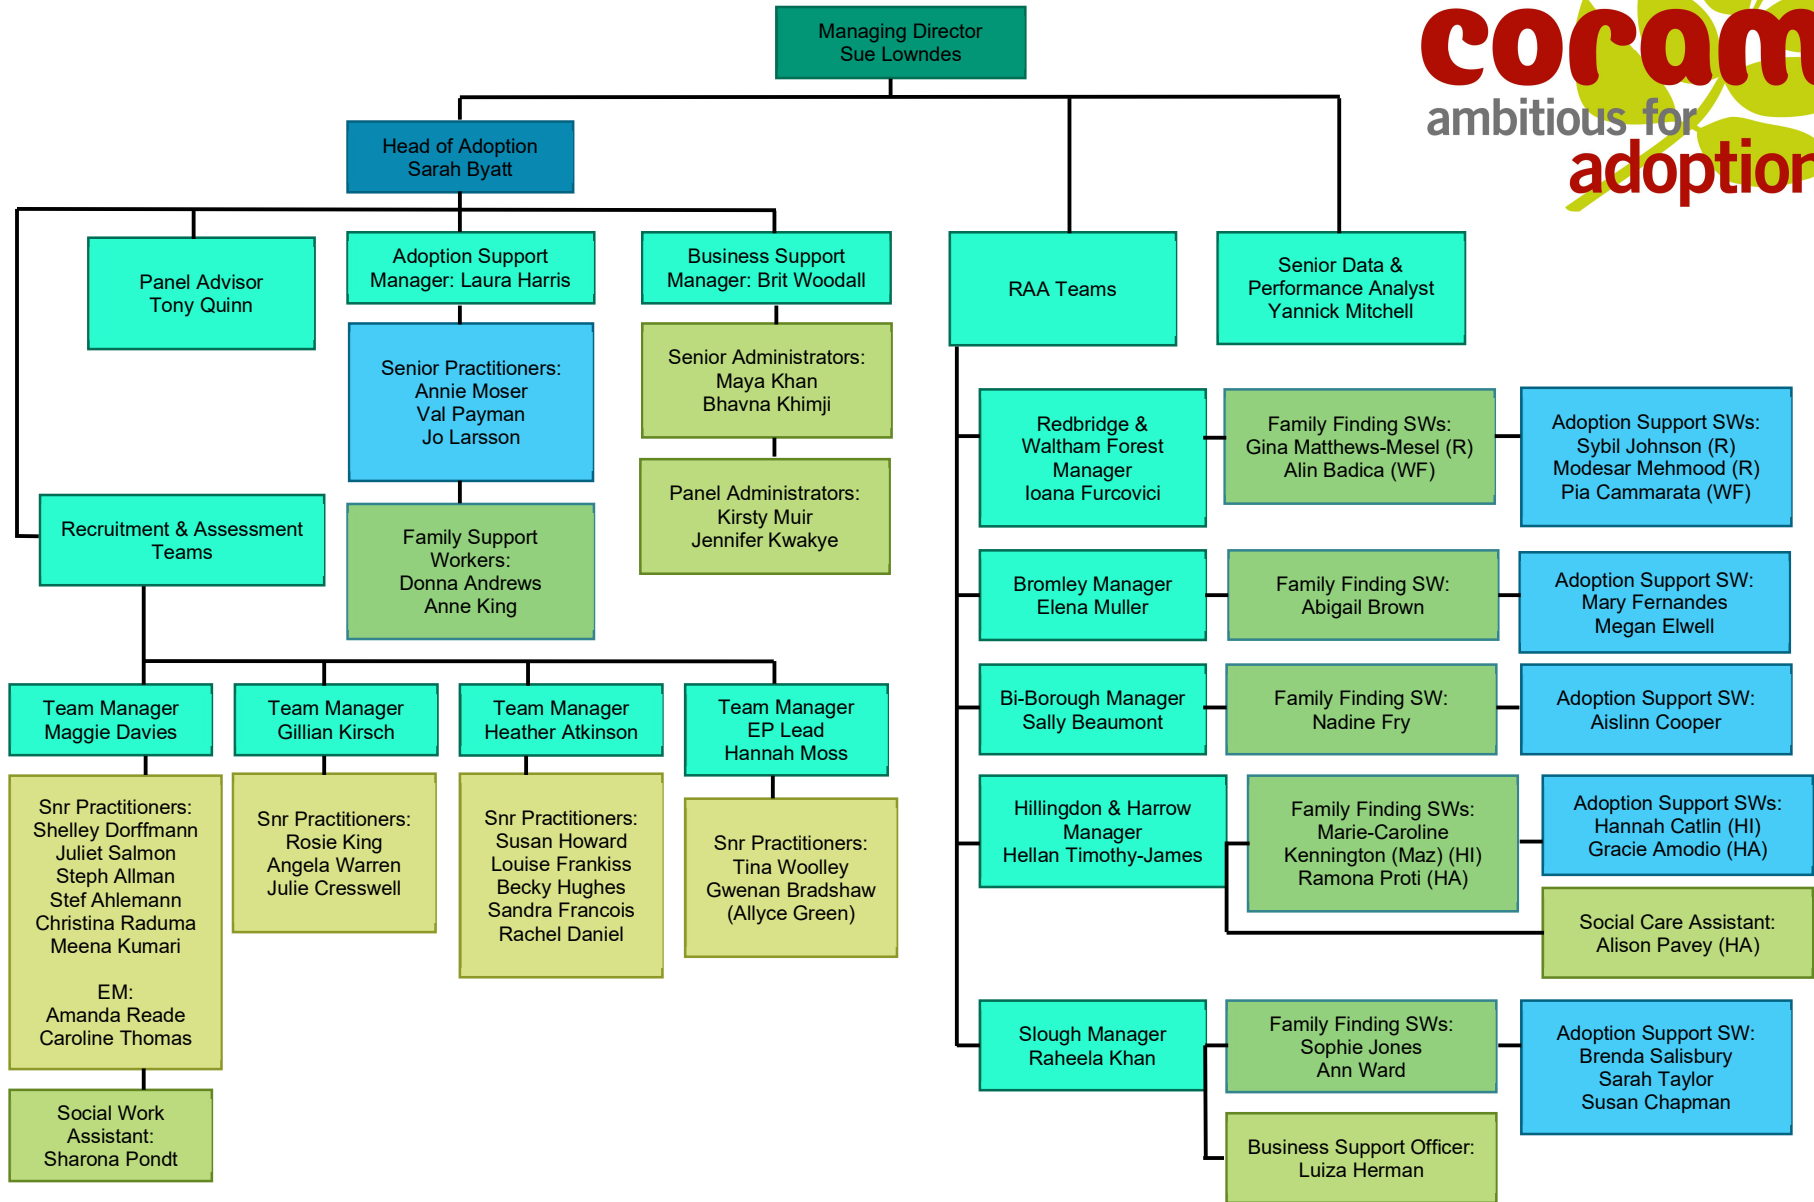 Managing Director
Sue Lowndes
coram
ambitious for
adoption
Head of Adoption
Sarah Byatt
Panel Advisor
Tony Quinn
Adoption Support
Manager: Laura Harris
Business Support
Manager: Brit Woodall
RAA Teams
Senior Data &
Performance Analyst
Yannick Mitchell
Senior Practitioners:
Annie Moser
Val Payman
Jo Larsson
Senior Administrators:
Maya Khan
Bhavna Khimji
Family Support
Workers:
Donna Andrews
Anne King
Panel Administrators:
Kirsty Muir
Jennifer Kwakye
Recruitment & Assessment
Teams
Team Manager
Maggie Davies
Team Manager
Gillian Kirsch
Team Manager
Heather Atkinson
Team Manager
EP Lead
Hannah Moss
Snr Practitioners:
Shelley Dorffmann
Juliet Salmon
Steph Allman
Stef Ahlemann
Christina Raduma
Meena Kumari
EM:
Amanda Reade
Caroline Thomas
Snr Practitioners:
Rosie King
Angela Warren
Julie Cresswell
Snr Practitioners:
Susan Howard
Louise Frankiss
Becky Hughes
Sandra Francois
Rachel Daniel
Snr Practitioners:
Tina Woolley
Gwenan Bradshaw
(Allyce Green)
Social Work
Assistant:
Sharona Pondt
Redbridge &
Waltham Forest
Manager
Ioana Furcovici
Family Finding SWs:
Gina Matthews-Mesel (R)
Alin Badica (WF)
Adoption Support SWs:
Sybil Johnson (R)
Modesar Mehmood (R)
Pia Cammarata (WF)
Bromley Manager
Elena Muller
Family Finding SW:
Abigail Brown
Adoption Support SW:
Mary Fernandes
Megan Elwell
Bi-Borough Manager
Sally Beaumont
Family Finding SW:
Nadine Fry
Adoption Support SW:
Aislinn Cooper
Hillingdon & Harrow
Manager
Hellan Timothy-James
Family Finding SWs:
Marie-Caroline
Kennington (Maz) (HI)
Ramona Proti (HA)
Adoption Support SWs:
Hannah Catlin (HI)
Gracie Amodio (HA)
Social Care Assistant:
Alison Pavey (HA)
Slough Manager
Raheela Khan
Family Finding SWs:
Sophie Jones
Ann Ward
Adoption Support SW:
Brenda Salisbury
Sarah Taylor
Susan Chapman
Business Support Officer:
Luiza Herman